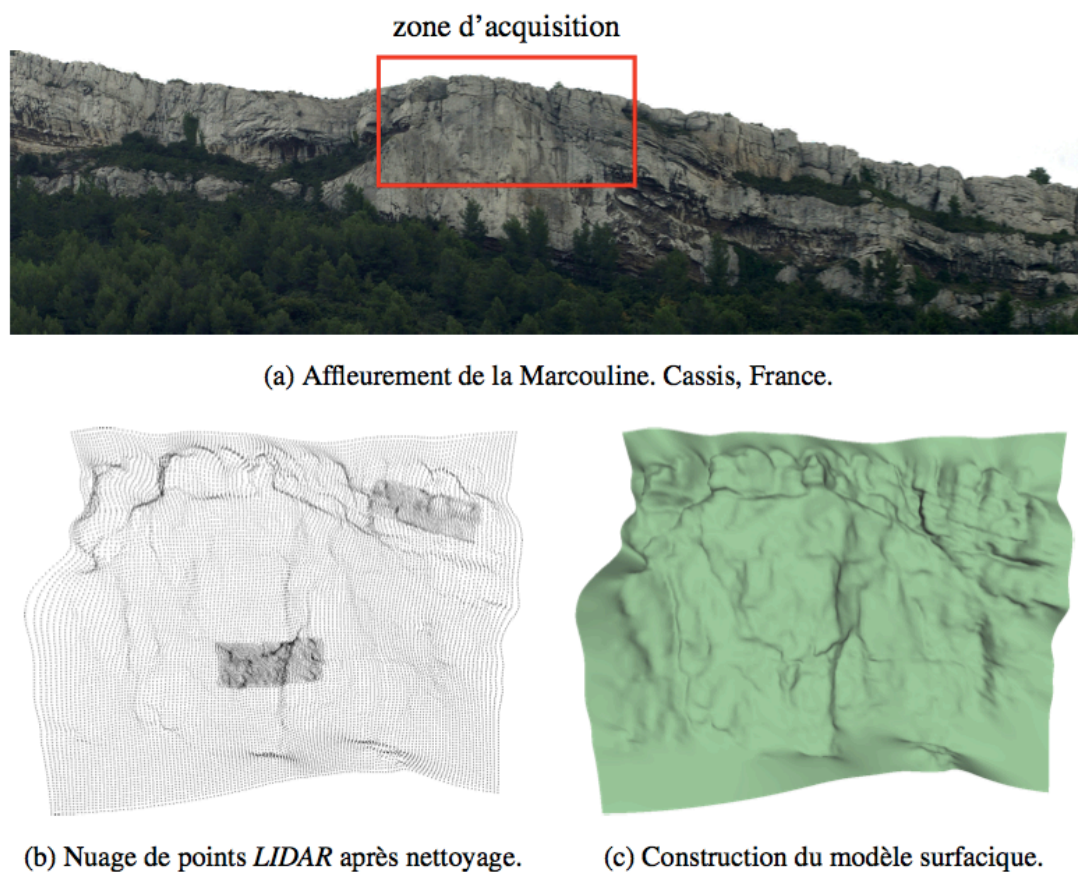 zone d'acquisition
(a) Affleurement de la Marcouline. Cassis, France.
(b) Nuage de points LIDAR après nettoyage.
(c) Construction du modèle surfacique.